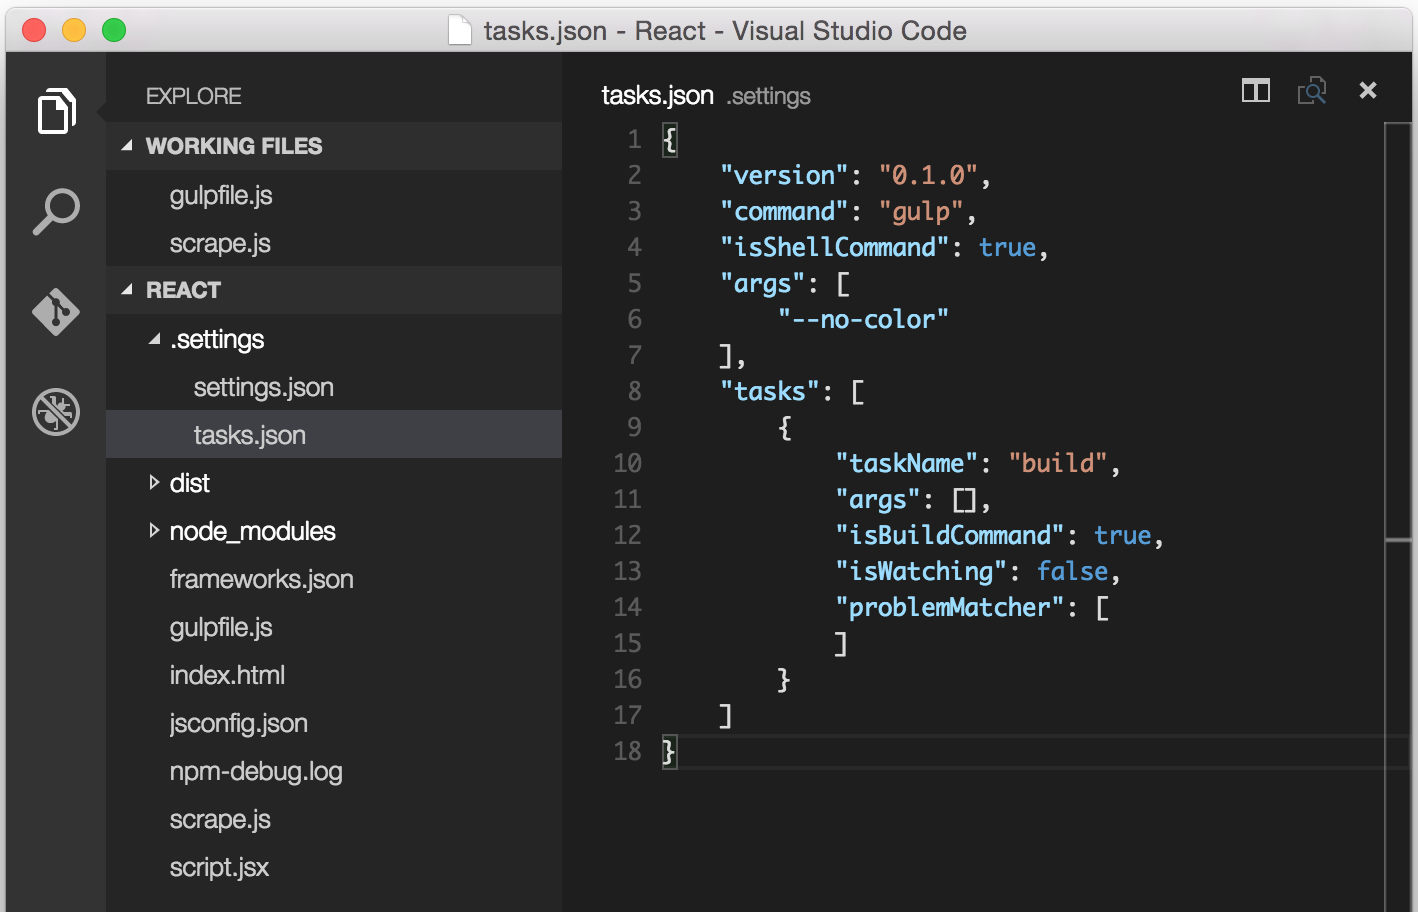 tasks.json - React - Visual Studio Code
EXPLORE
WORKING FILES
gulpfile.js
scrape.js
REACT
.settings
settings.json
tasks.json
dist
node_modules
frameworks.json
gulpfile.js
index.html
jsconfig.json
npm-debug.log
scrape.js
script.jsx
tasks.json .settings
1 {
2     "version": "0.1.0",
3     "command": "gulp",
4     "isShellCommand": true,
5     "args": [
6         "--no-color"
7     ],
8     "tasks": [
9         {
10             "taskName": "build",
11             "args": [],
12             "isBuildCommand": true,
13             "isWatching": false,
14             "problemMatcher": [
15             ]
16         }
17     ]
18 }